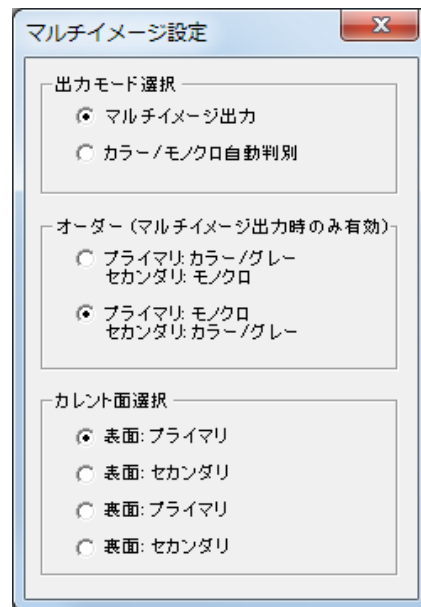 マルチイメージ設定
出力モード選択
マルチイメージ出力
カラー/モノクロ自動判別
オーダー(マルチイメージ出力時のみ有効)
プライマリ: カラー/グレー
セカンダリ: モノクロ
プライマリ: モノクロ
セカンダリ: カラー/グレー
カレント面選択
表面: プライマリ
表面: セカンダリ
裏面: プライマリ
裏面: セカンダリ